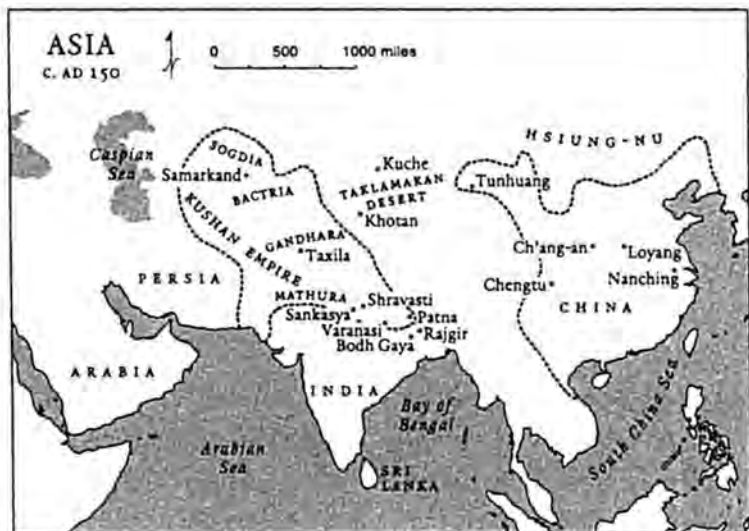 ASIA
C. AD 150
0 500 1000 miles
HSIUNG-NU
Caspian
Sea
SOGDIA
Samarkand
BACTRIA
Kuche
TAKLAMAKAN
DESERT
Khotan
Tunhuang
KUSHAN EMPIRE
GANDHARA
Taxila
Ch'ang-an
Loyang
Nanching
Chengtu
CHINA
PERSIA
MATHURA
Shravasti
Sankasya
Patna
Varanasi
Rajgir
Bodh Gaya
ARABIA
INDIA
Bay of
Bengal
Arabian
Sea
SRI
LANKA
South China Sea